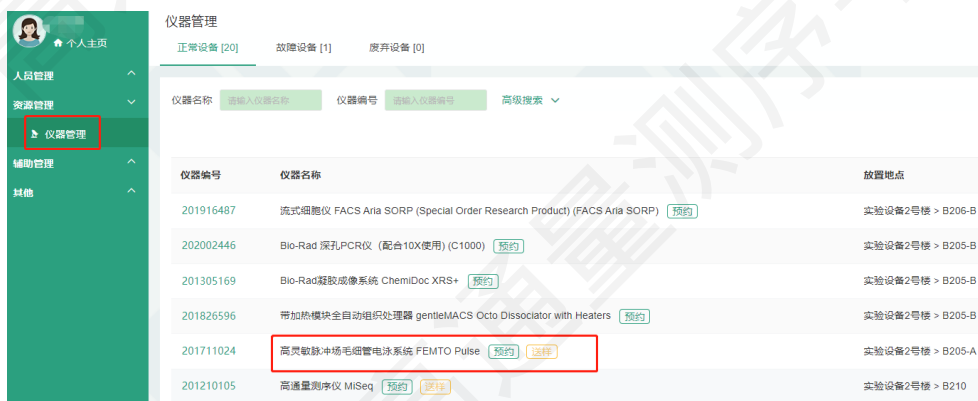 仪器管理
个人主页
正常设备 [20] 故障设备 [1] 废弃设备 [0]
人员管理
资源管理
仪器管理
辅助管理
其他
仪器名称 请输入仪器名称 仪器编号 请输入仪器编号 高级搜索
仪器编号 仪器名称 放置地点
201916487 流式细胞仪 FACS Aria SORP (Special Order Research Product) (FACS Aria SORP) 预约 实验设备2号楼 > B206-B
202002446 Bio-Rad 深孔PCR仪（配合10X使用) (C1000) 预约 实验设备2号楼 > B205-B
201305169 Bio-Rad凝胶成像系统 ChemiDoc XRS+ 预约 实验设备2号楼 > B205-B
201826596 带加热模块全自动组织处理器 gentleMACS Octo Dissociator with Heaters 预约 实验设备2号楼 > B205-B
201711024 高灵敏脉冲场毛细管电泳系统 FEMTO Pulse 预约 送样 实验设备2号楼 > B205-A
201210105 高通量测序仪 MiSeq 预约 送样 实验设备2号楼 > B210
通量测序